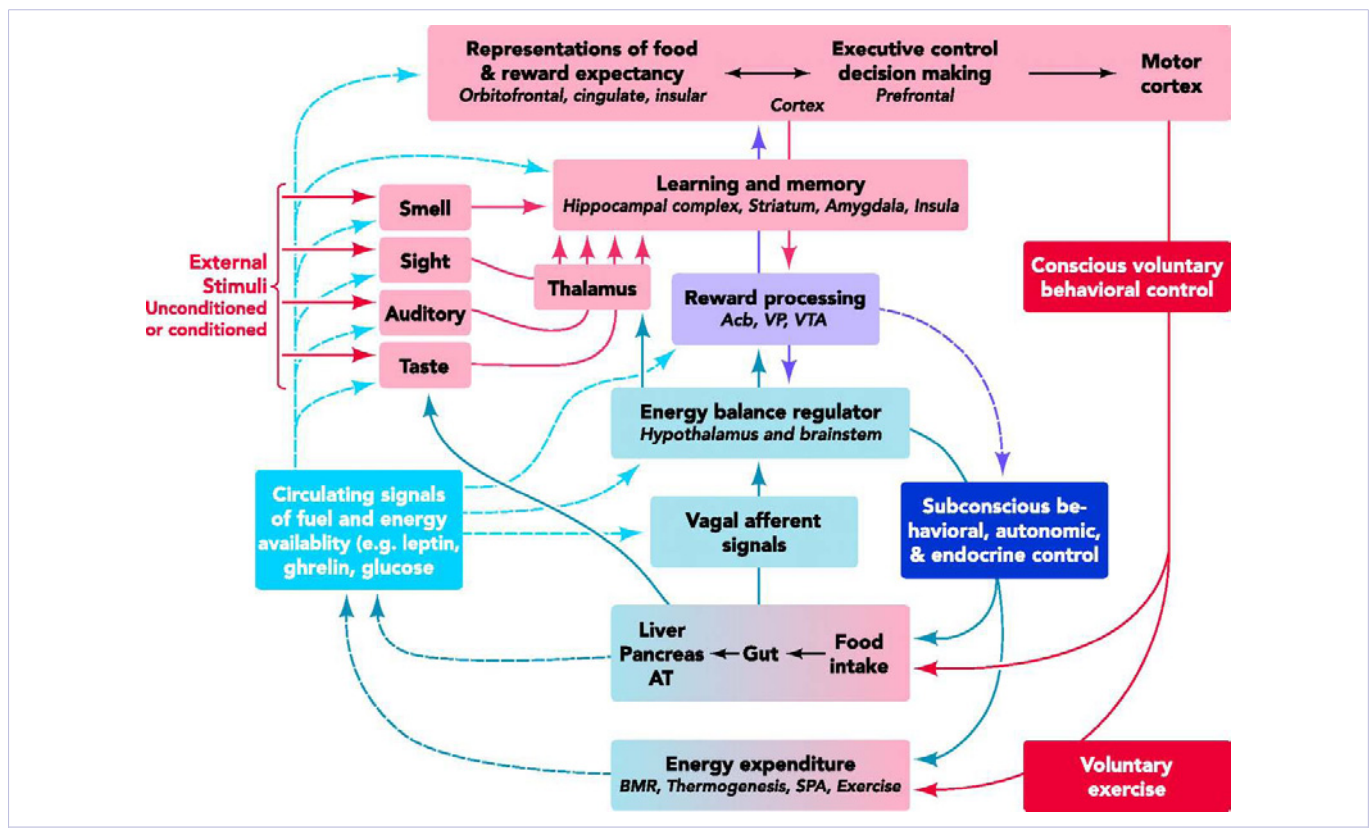 Representations of food
& reward expectancy
Orbitofrontal, cingulate, insular
Executive control
decision making
Prefrontal
Motor
cortex
Cortex
Learning and memory
Hippocampal complex, Striatum, Amygdala, Insula
Smell
Sight
Auditory
Taste
External
Stimuli
Unconditioned
or conditioned
Thalamus
Reward processing
Acb, VP, VTA
Conscious voluntary
behavioral control
Energy balance regulator
Hypothalamus and brainstem
Circulating signals
of fuel and energy
availablity (e.g. leptin,
ghrelin, glucose
Vagal afferent
signals
Subconscious be-
havioral, autonomic,
& endocrine control
Liver
Pancreas
AT
Gut
Food
intake
Energy expenditure
BMR, Thermogenesis, SPA, Exercise
Voluntary
exercise